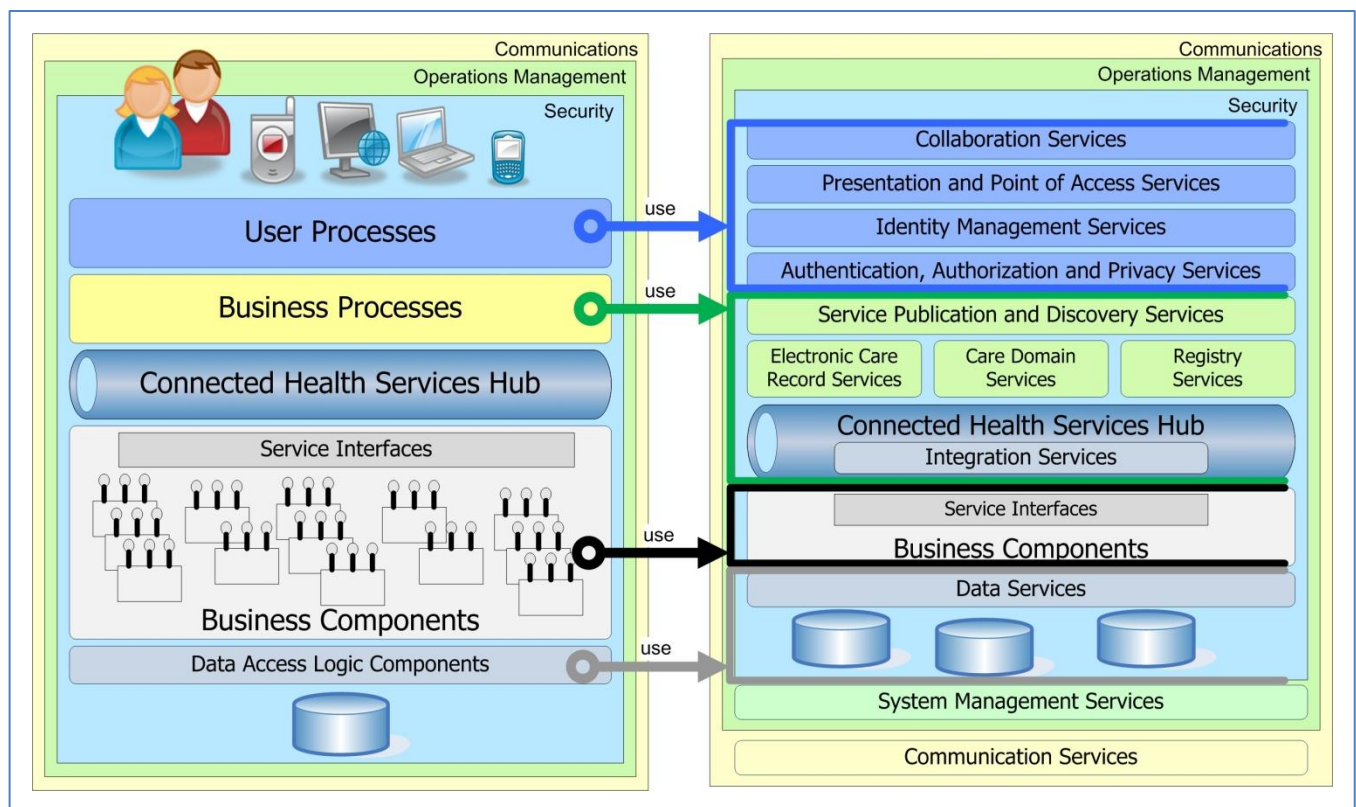 Communications
Operations Management
Security
User Processes
Business Processes
Connected Health Services Hub
Service Interfaces
Business Components
Data Access Logic Components
use
use
use
use
Communications
Operations Management
Security
Collaboration Services
Presentation and Point of Access Services
Identity Management Services
Authentication, Authorization and Privacy Services
Service Publication and Discovery Services
Electronic Care
Record Services
Care Domain
Services
Registry
Services
Connected Health Services Hub
Integration Services
Service Interfaces
Business Components
Data Services
System Management Services
Communication Services